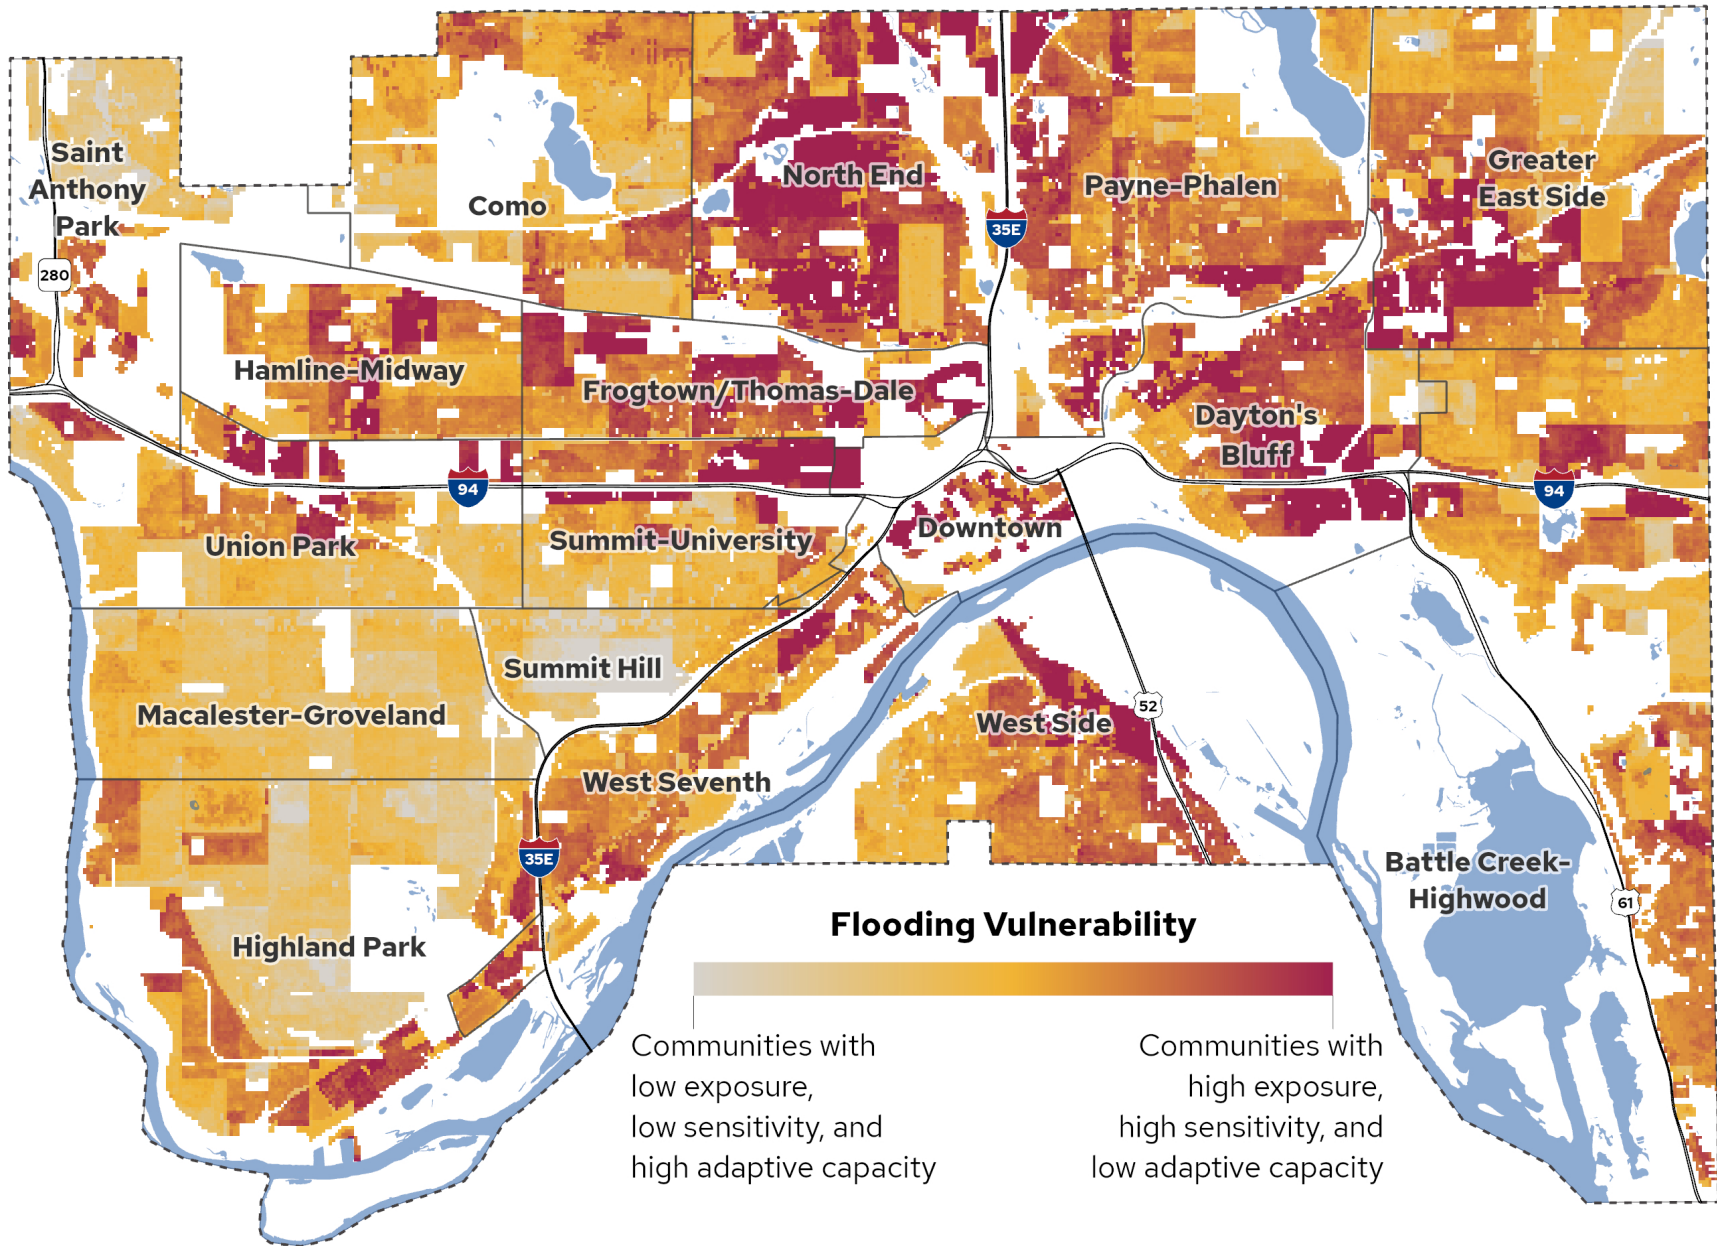 Saint
Anthony
Park
Como
North End
Payne-Phalen
Greater
East Side
35E
280
Hamline-Midway
Frogtown/Thomas-Dale
Dayton's
Bluff
94
94
Union Park
Summit-University
Downtown
Summit Hill
Macalester-Groveland
West Side
52
West Seventh
35E
Battle Creek-
Highwood
61
Highland Park
Flooding Vulnerability
Communities with
low exposure,
low sensitivity, and
high adaptive capacity
Communities with
high exposure,
high sensitivity, and
low adaptive capacity